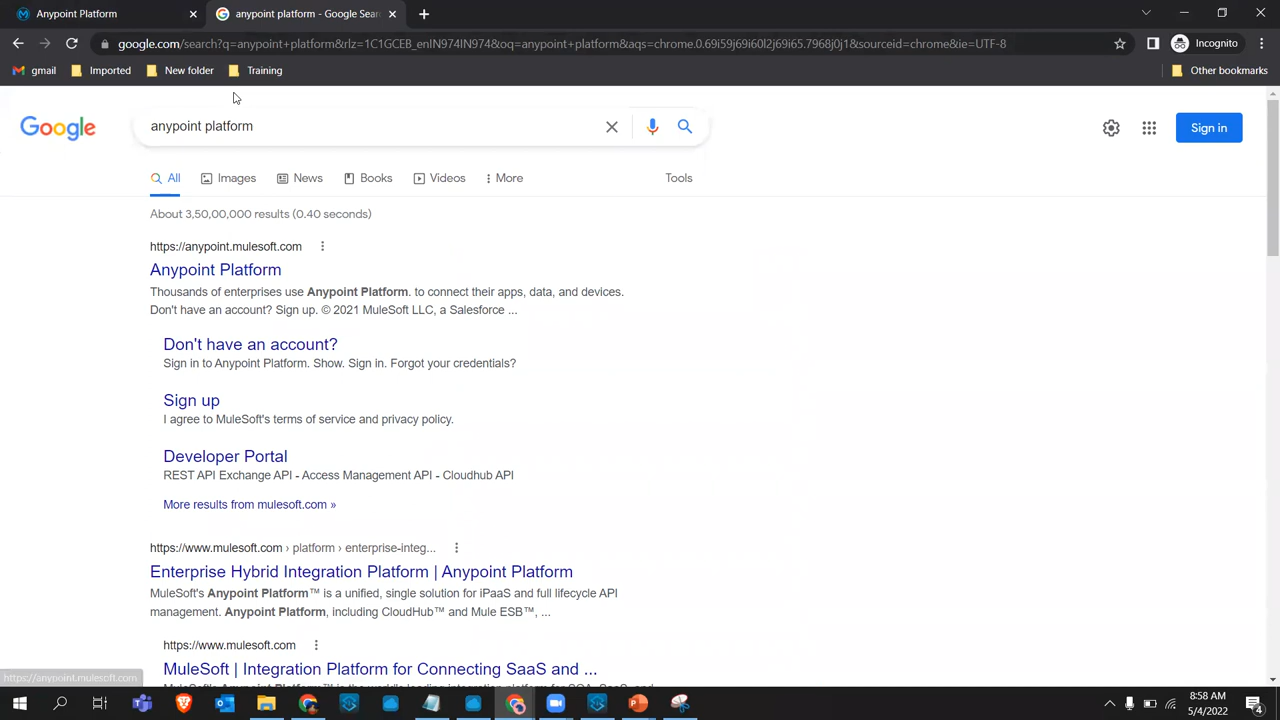 Anypoint Platform
anypoint platform - Google Sear
google.com/search?q=anypoint+platform&rlz=1C1GCEB_enIN974IN974&oq=anypoint+platform&aqs=chrome.0.69i59j69i60l2j69i65.7968j0j1&sourceid=chrome&ie=UTF-8
Incognito
gmail
Imported
New folder
Training
Other bookmarks
Google
anypoint platform
Sign in
All
Images
News
Books
Videos
More
Tools
About 3,50,00,000 results (0.40 seconds)
https://anypoint.mulesoft.com
Anypoint Platform
Thousands of enterprises use Anypoint Platform. to connect their apps, data, and devices.
Don't have an account? Sign up. © 2021 MuleSoft LLC, a Salesforce ...
Don't have an account?
Sign in to Anypoint Platform. Show. Sign in. Forgot your credentials?
Sign up
I agree to MuleSoft's terms of service and privacy policy.
Developer Portal
REST API Exchange API - Access Management API - Cloudhub API
More results from mulesoft.com »
https://www.mulesoft.com › platform › enterprise-integ...
Enterprise Hybrid Integration Platform | Anypoint Platform
MuleSoft's Anypoint Platform™ is a unified, single solution for iPaaS and full lifecycle API
management. Anypoint Platform, including CloudHub™ and Mule ESB™, ...
https://www.mulesoft.com
MuleSoft | Integration Platform for Connecting SaaS and ...
https://anypoint.mulesoft.com
8:58 AM
5/4/2022
4